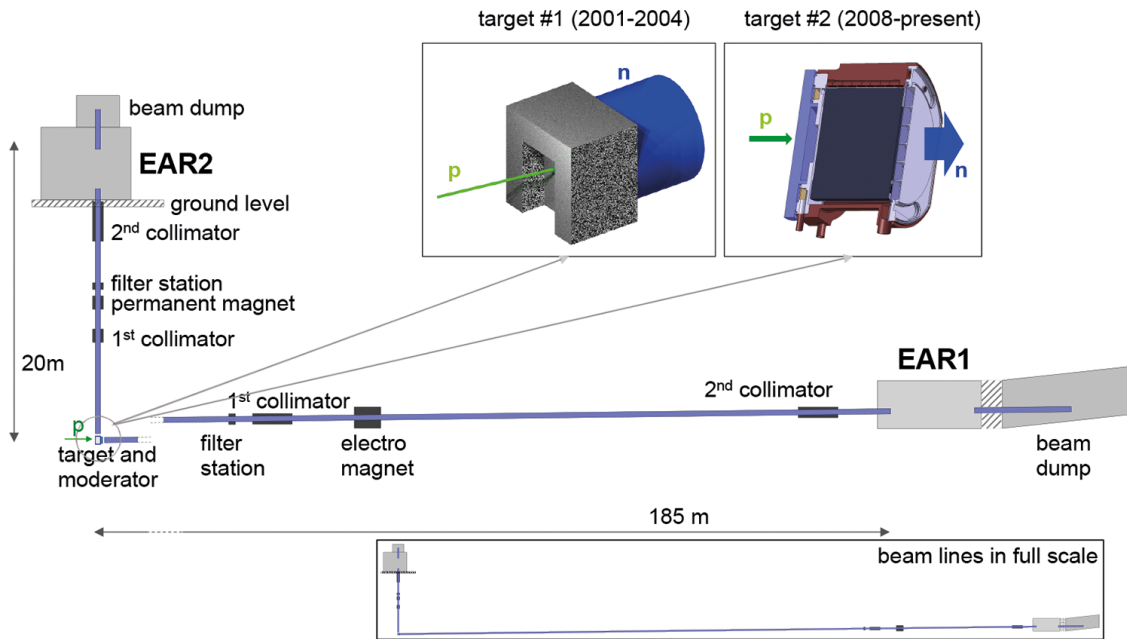 target #1 (2001-2004)
target #2 (2008-present)
n
p
p
n
beam dump
EAR2
ground level
2nd collimator
filter station
permanent magnet
1st collimator
20m
EAR1
2nd collimator
1st collimator
p
target and
moderator
filter
station
electro
magnet
beam
dump
185 m
beam lines in full scale